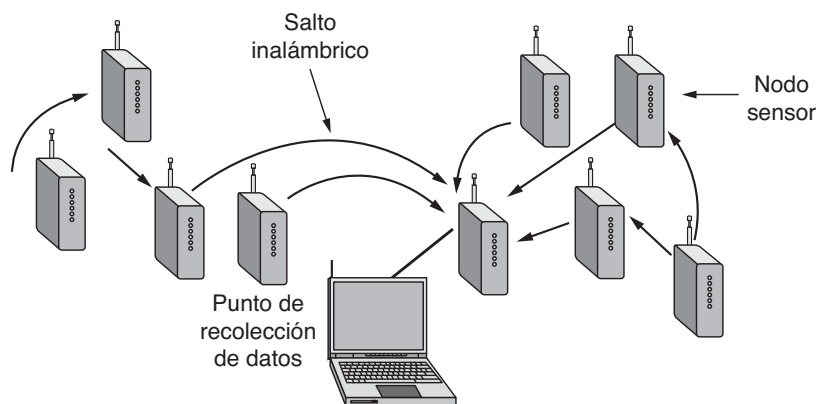 Salto
inalámbrico
Nodo
sensor
Punto de
recolección
de datos